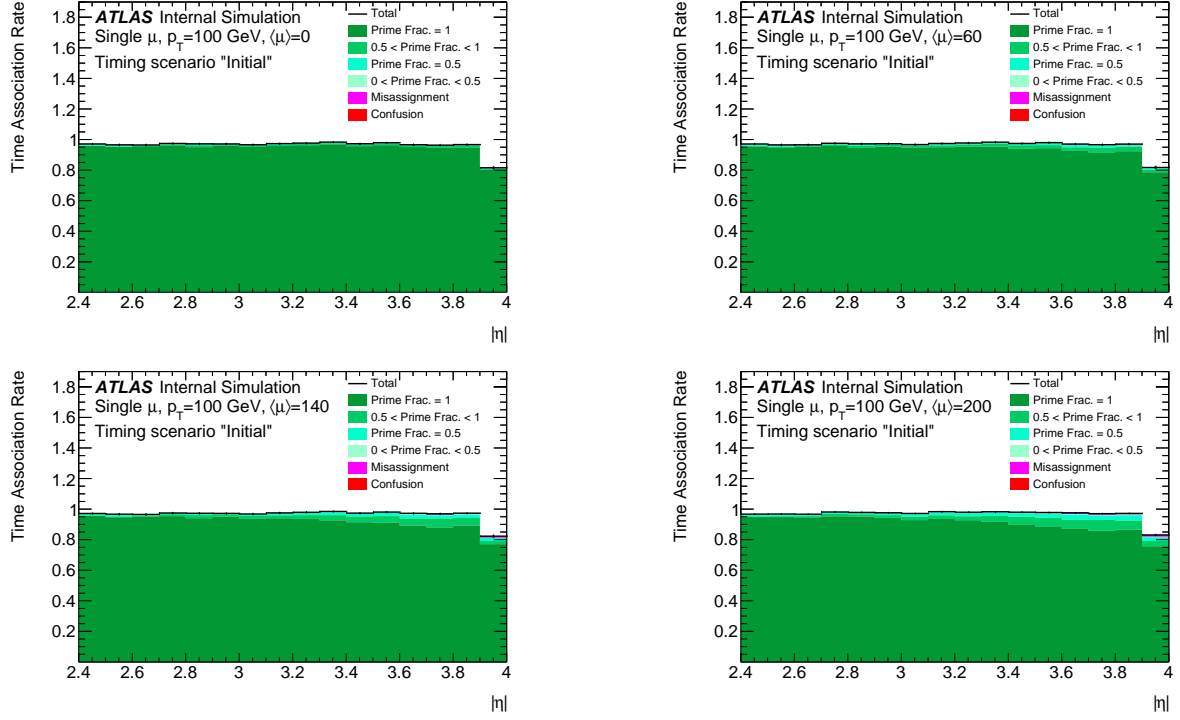 ATLAS Internal Simulation
Single μ, p_T=100 GeV, ⟨μ⟩=0
Timing scenario "Initial"
Total
Prime Frac. = 1
0.5 < Prime Frac. < 1
Prime Frac. = 0.5
0 < Prime Frac. < 0.5
Misassignment
Confusion
Time Association Rate
1.8
1.6
1.4
1.2
1
0.8
0.6
0.4
0.2
2.4 2.6 2.8 3 3.2 3.4 3.6 3.8 4
|η|
ATLAS Internal Simulation
Single μ, p_T=100 GeV, ⟨μ⟩=60
Timing scenario "Initial"
Total
Prime Frac. = 1
0.5 < Prime Frac. < 1
Prime Frac. = 0.5
0 < Prime Frac. < 0.5
Misassignment
Confusion
Time Association Rate
1.8
1.6
1.4
1.2
1
0.8
0.6
0.4
0.2
2.4 2.6 2.8 3 3.2 3.4 3.6 3.8 4
|η|
ATLAS Internal Simulation
Single μ, p_T=100 GeV, ⟨μ⟩=140
Timing scenario "Initial"
Total
Prime Frac. = 1
0.5 < Prime Frac. < 1
Prime Frac. = 0.5
0 < Prime Frac. < 0.5
Misassignment
Confusion
Time Association Rate
1.8
1.6
1.4
1.2
1
0.8
0.6
0.4
0.2
2.4 2.6 2.8 3 3.2 3.4 3.6 3.8 4
|η|
ATLAS Internal Simulation
Single μ, p_T=100 GeV, ⟨μ⟩=200
Timing scenario "Initial"
Total
Prime Frac. = 1
0.5 < Prime Frac. < 1
Prime Frac. = 0.5
0 < Prime Frac. < 0.5
Misassignment
Confusion
Time Association Rate
1.8
1.6
1.4
1.2
1
0.8
0.6
0.4
0.2
2.4 2.6 2.8 3 3.2 3.4 3.6 3.8 4
|η|